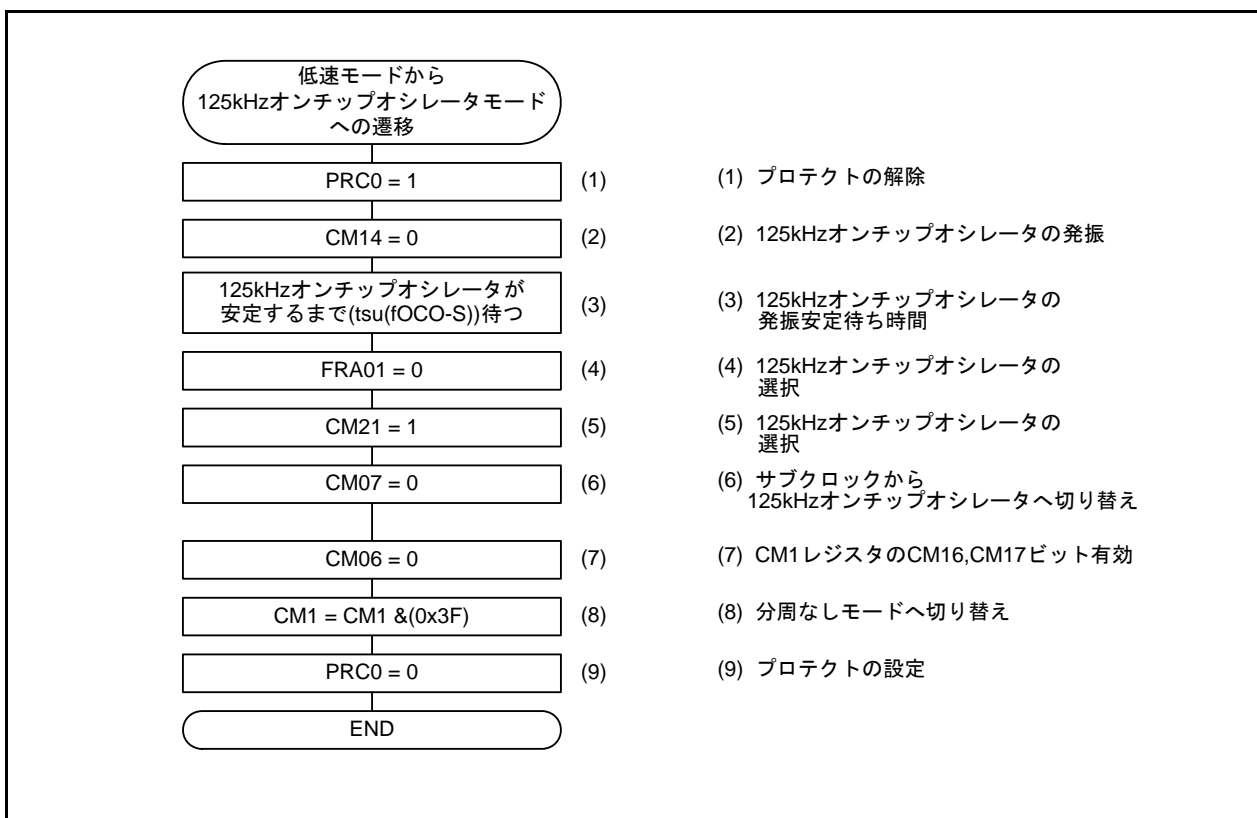 低速モードから
125kHzオンチップオシレータモード
への遷移
PRC0 = 1
(1)
(1) プロテクトの解除
CM14 = 0
(2)
(2) 125kHzオンチップオシレータの発振
125kHzオンチップオシレータが
安定するまで(tsu(fOCO-S))待つ
(3)
(3) 125kHzオンチップオシレータの
発振安定待ち時間
FRA01 = 0
(4)
(4) 125kHzオンチップオシレータの
選択
CM21 = 1
(5)
(5) 125kHzオンチップオシレータの
選択
CM07 = 0
(6)
(6) サブクロックから
125kHzオンチップオシレータへ切り替え
CM06 = 0
(7)
(7) CM1レジスタのCM16,CM17ビット有効
CM1 = CM1 &(0x3F)
(8)
(8) 分周なしモードへ切り替え
PRC0 = 0
(9)
(9) プロテクトの設定
END